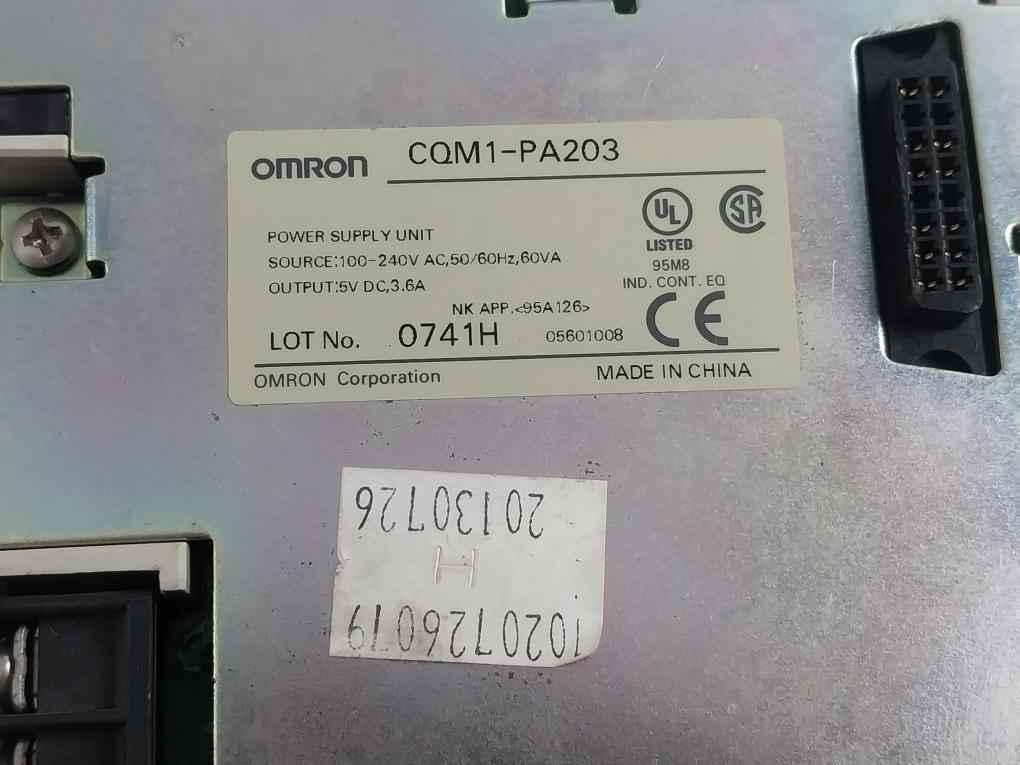 OMRON CQM1-PA203
POWER SUPPLY UNIT
SOURCE:100-240V AC,50/60Hz,60VA
OUTPUT:5V DC,3.6A
UL
LISTED
95M8
IND. CONT. EQ
SA
NK APP.<95A126>
LOT No. 0741H 05601008
CE
OMRON Corporation MADE IN CHINA
1020726019
H
20130726